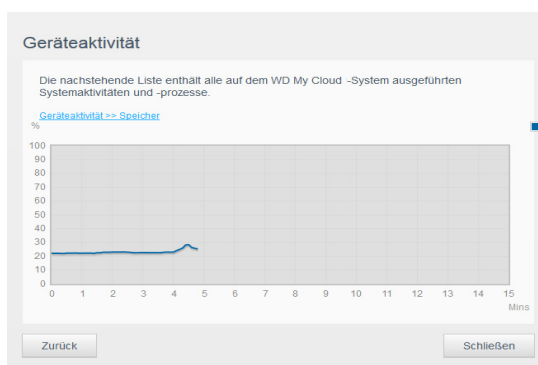 Geräteaktivität
Die nachstehende Liste enthält alle auf dem WD My Cloud -System ausgeführten
Systemaktivitäten und -prozesse.
Geräteaktivität >> Speicher
%
100
90
80
70
60
50
40
30
20
10
0
0 1 2 3 4 5 6 7 8 9 10 11 12 13 14 15
Mins
Zurück
Schließen